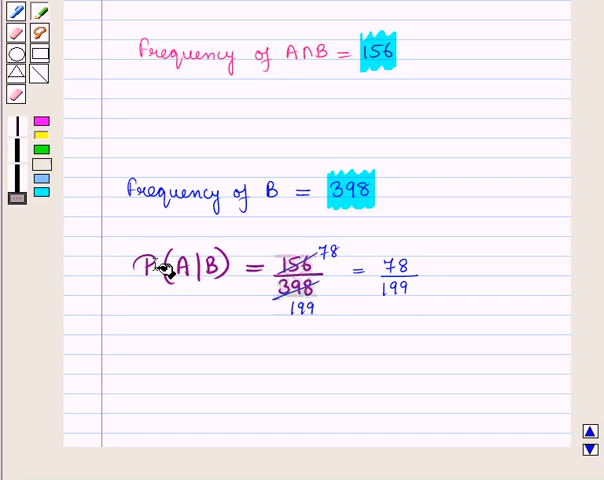 Frequency of A∩B = 156
Frequency of B = 398
P(A|B) = 156/398 = 78/199
78
199